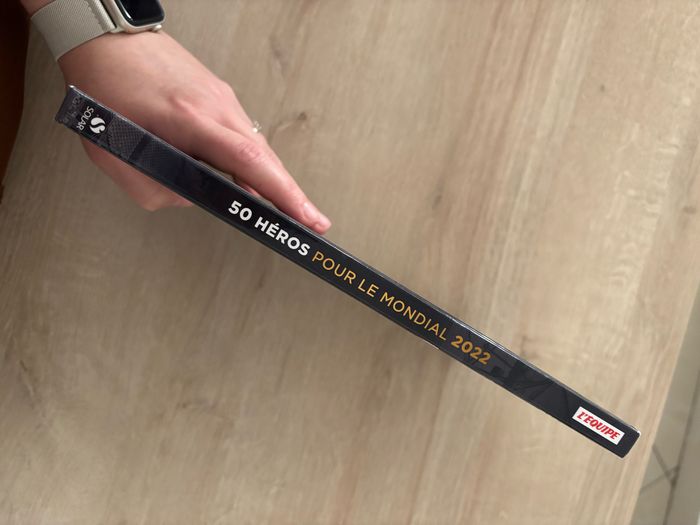 SOLAR
50 HÉROS POUR LE MONDIAL 2022
L'ÉQUIPE